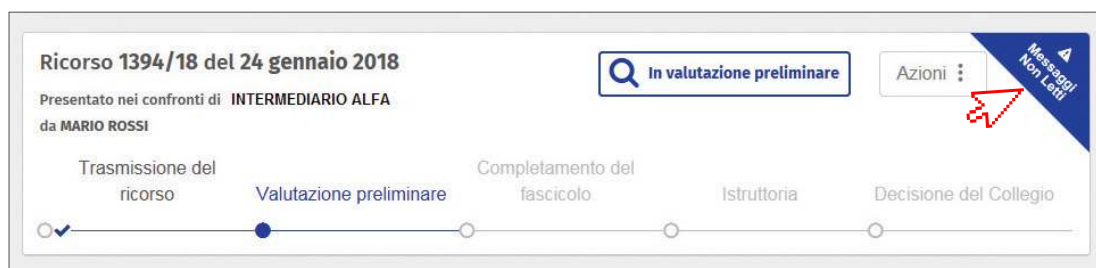 Ricorso 1394/18 del 24 gennaio 2018
Presentato nei confronti di INTERMEDIARIO ALFA
da MARIO ROSSI
In valutazione preliminare
Azioni
Messaggi
Non Letti
Trasmissione del
ricorso
Valutazione preliminare
Completamento del
fascicolo
Istruttoria
Decisione del Collegio